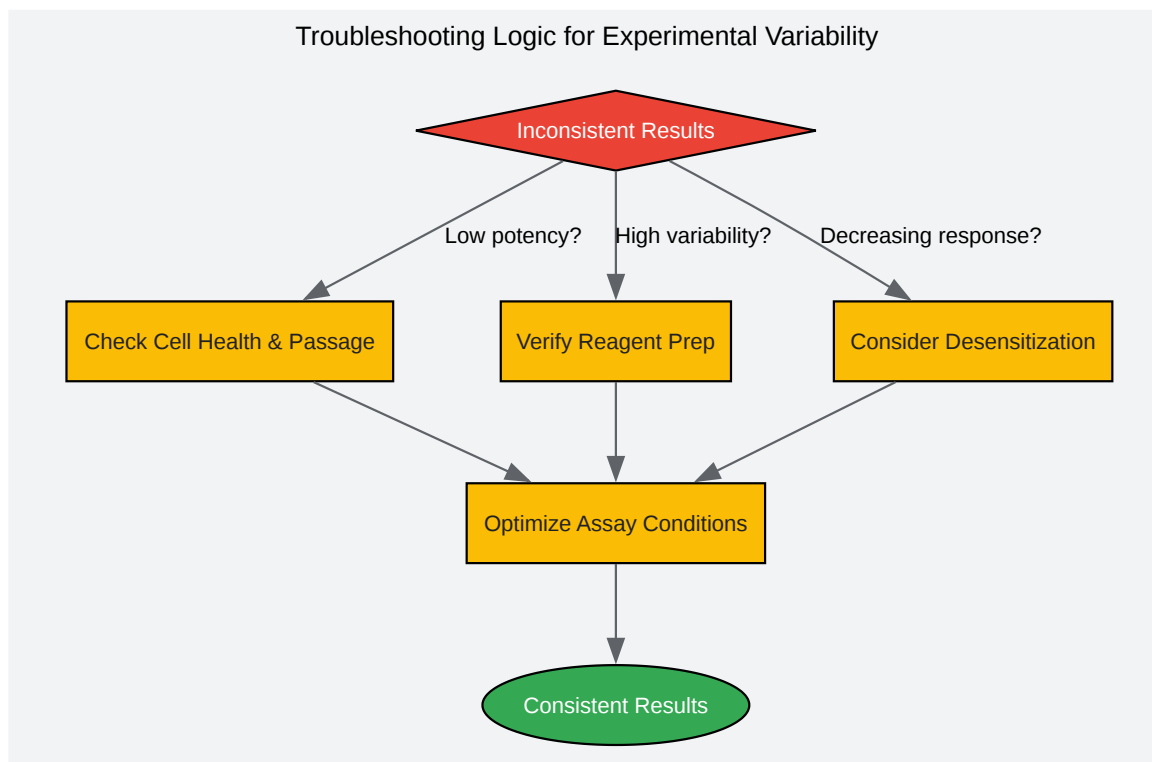 Troubleshooting Logic for Experimental Variability
Inconsistent Results
Low potency?
High variability?
Decreasing response?
Check Cell Health & Passage
Verify Reagent Prep
Consider Desensitization
Optimize Assay Conditions
Consistent Results